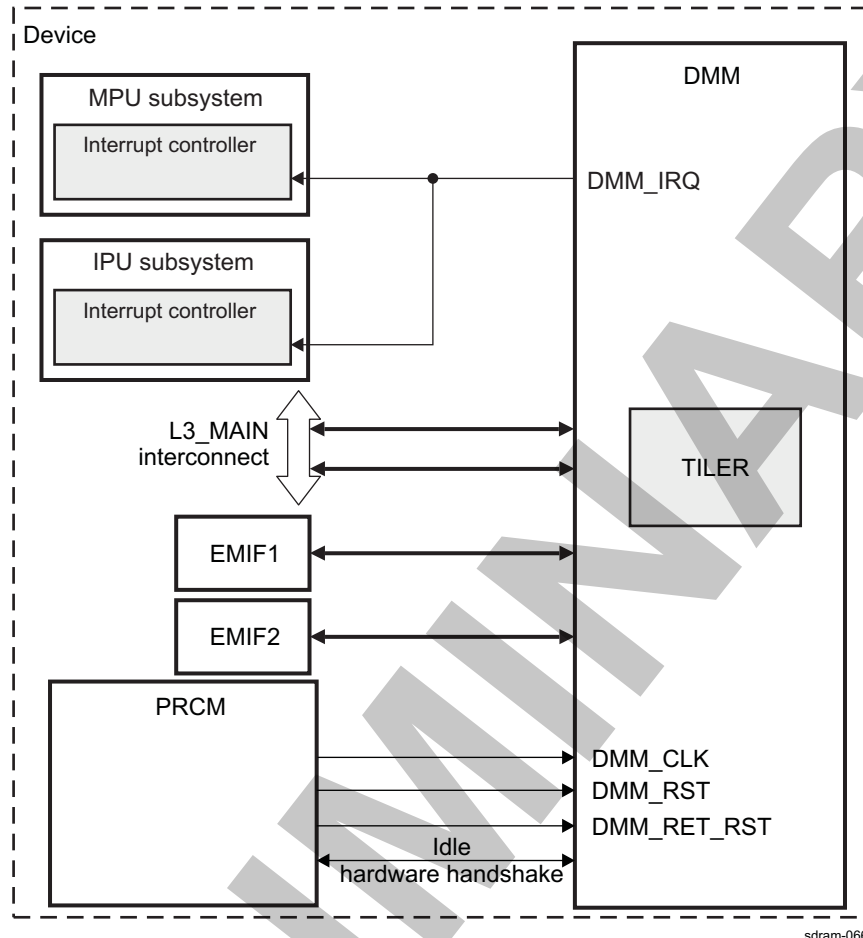 Device
MPU subsystem
Interrupt controller
IPU subsystem
Interrupt controller
L3_MAIN
interconnect
EMIF1
EMIF2
PRCM
DMM
DMM_IRQ
TILER
DMM_CLK
DMM_RST
DMM_RET_RST
Idle
hardware handshake